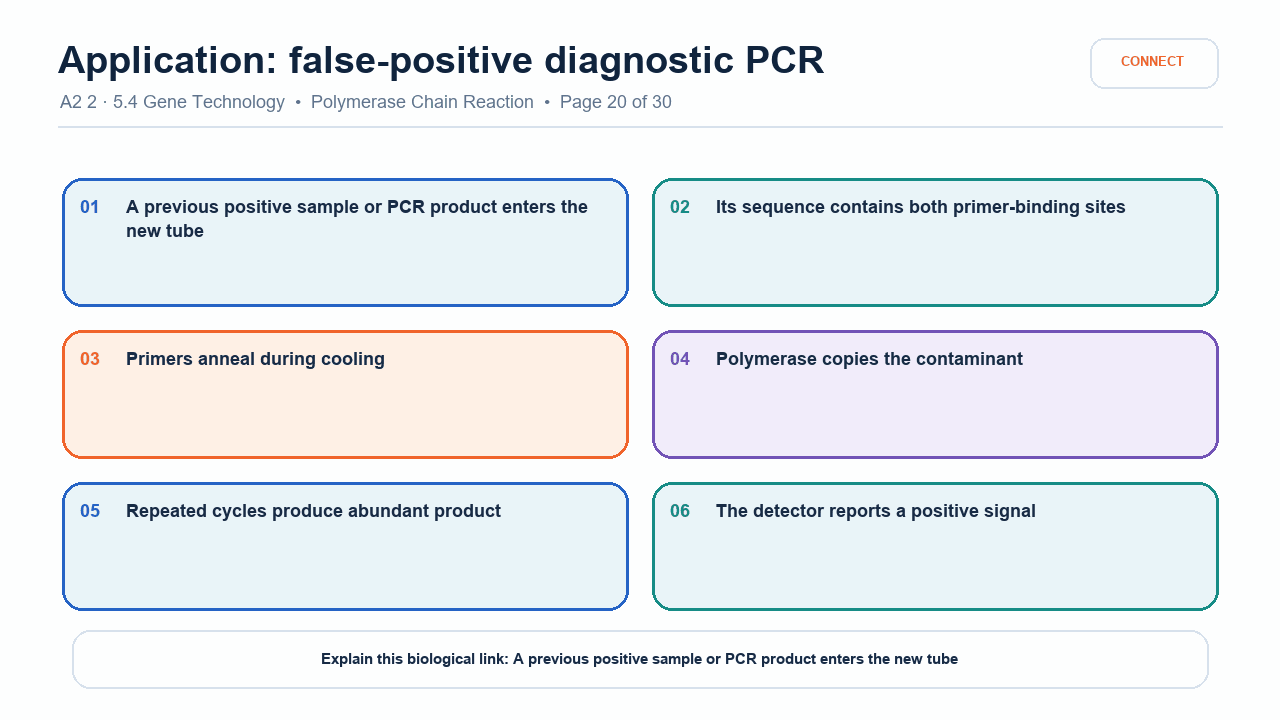 Application: false-positive diagnostic PCR
CONNECT
A2 2 · 5.4 Gene Technology • Polymerase Chain Reaction • Page 20 of 30
01 A previous positive sample or PCR product enters the
new tube
02 Its sequence contains both primer-binding sites
03 Primers anneal during cooling
04 Polymerase copies the contaminant
05 Repeated cycles produce abundant product
06 The detector reports a positive signal
Explain this biological link: A previous positive sample or PCR product enters the new tube